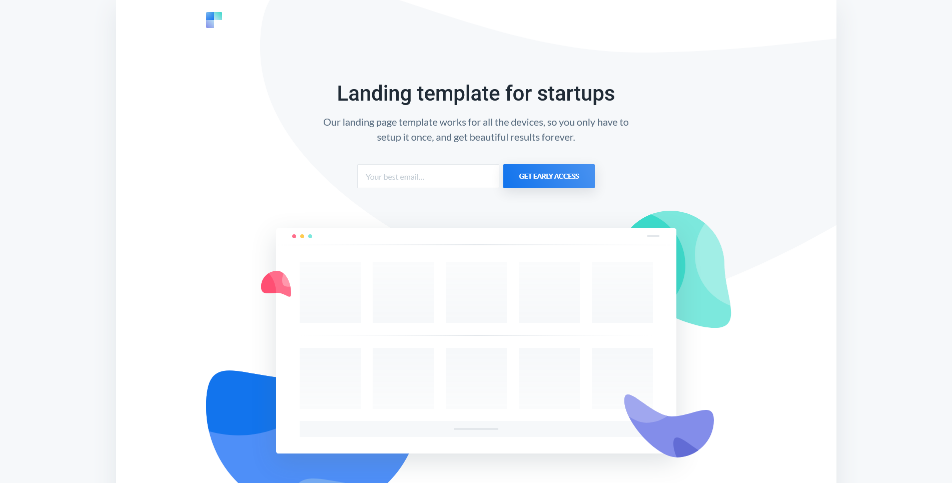 Landing template for startups
Our landing page template works for all the devices, so you only have to
setup it once, and get beautiful results forever.
Your best email...
GET EARLY ACCESS